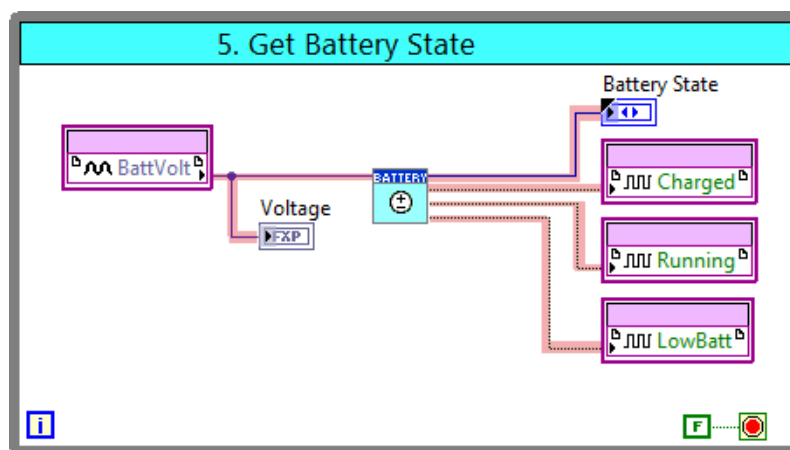 5. Get Battery State
Battery State
BattVolt
BATTERY
Charged
Voltage
FXP
Running
LowBatt
i
F